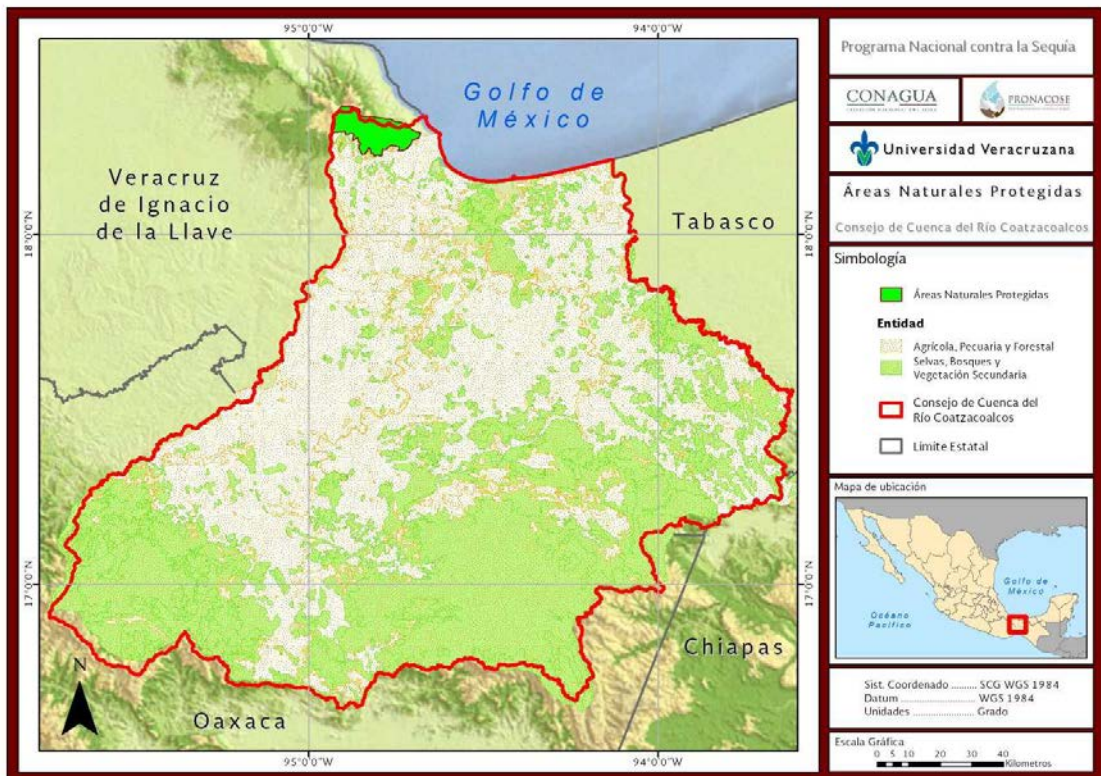 95°0'0"W
94°0'0"W
Golfo de
México
Veracruz
de Ignacio
de la Llave
Tabasco
18°0'0"N
18°0'0"N
17°0'0"N
17°0'0"N
Chiapas
Oaxaca
N
95°0'0"W
94°0'0"W
Programa Nacional contra la Sequía
CONAGUA
PRONACOSE
Universidad Veracruzana
Áreas Naturales Protegidas
Consejo de Cuenca del Río Coatzacoalcos
Simbología
Áreas Naturales Protegidas
Entidad
Agrícola, Pecuaria y Forestal
Selvas, Bosques y
Vegetación Secundaria
Consejo de Cuenca del
Río Coatzacoalcos
Limite Estatal
Mapa de ubicación
Golfo de
México
Océano
Pacífico
Sist. Coordenado .......... SCG WGS 1984
Datum .................... WGS 1984
Unidades ....................... Grado
Escala Gráfica
0 5 10 20 30 40
Kilometros